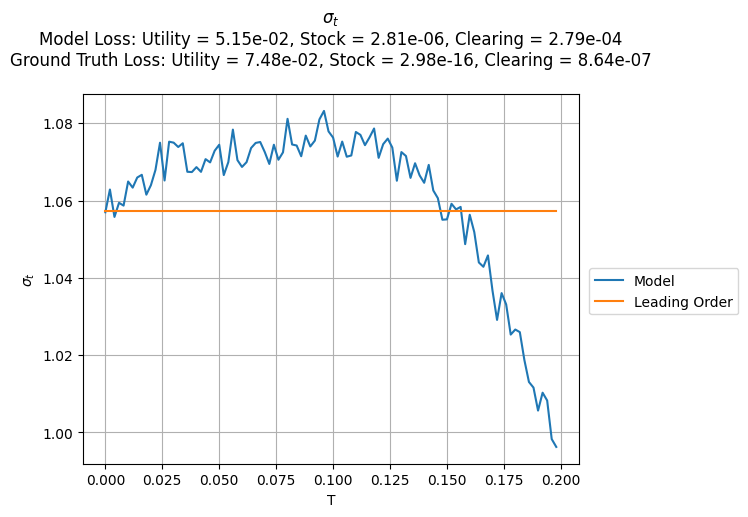 σt
Model Loss: Utility = 5.15e-02, Stock = 2.81e-06, Clearing = 2.79e-04
Ground Truth Loss: Utility = 7.48e-02, Stock = 2.98e-16, Clearing = 8.64e-07
1.08
1.06
1.04
1.02
1.00
σt
0.000 0.025 0.050 0.075 0.100 0.125 0.150 0.175 0.200
T
Model
Leading Order